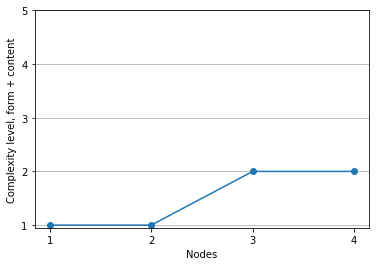 5
4
3
2
1
1 2 3 4
Complexity level, form + content
Nodes